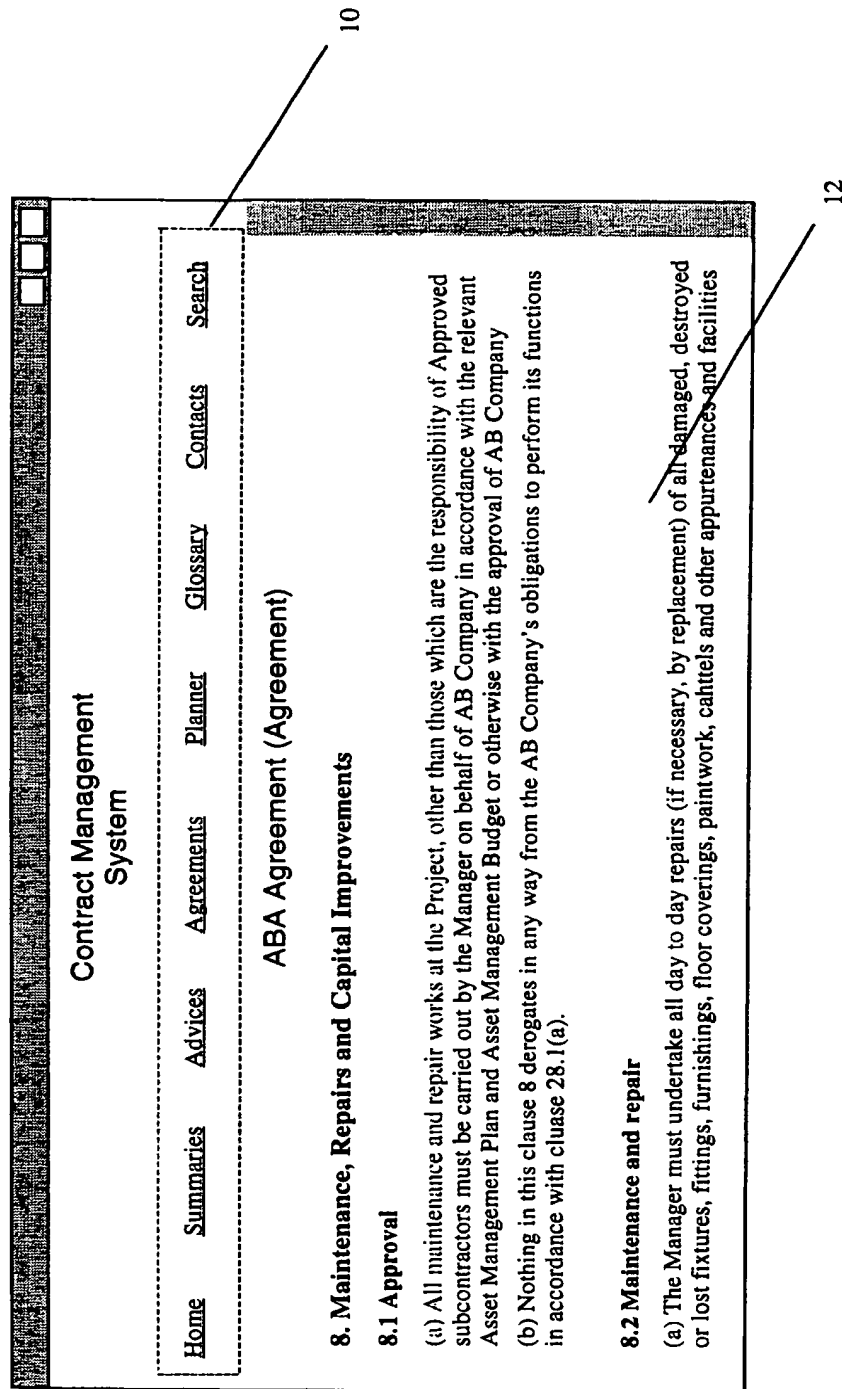 Contract Management
System
Home Summaries Advices Agreements Planner Glossary Contacts Search
ABA Agreement (Agreement)
8. Maintenance, Repairs and Capital Improvements
8.1 Approval
(a) All maintenance and repair works at the Project, other than those which are the responsibility of Approved
subcontractors must be carried out by the Manager on behalf of AB Company in accordance with the relevant
Asset Management Plan and Asset Management Budget or otherwise with the approval of AB Company
(b) Nothing in this clause 8 derogates in any way from the AB Company's obligations to perform its functions
in accordance with cluase 28.1(a).
8.2 Maintenance and repair
(a) The Manager must undertake all day to day repairs (if necessary, by replacement) of all damaged, destroyed
or lost fixtures, fittings, furnishings, floor coverings, paintwork, cahttels and other appurtenances and facilities
10
12